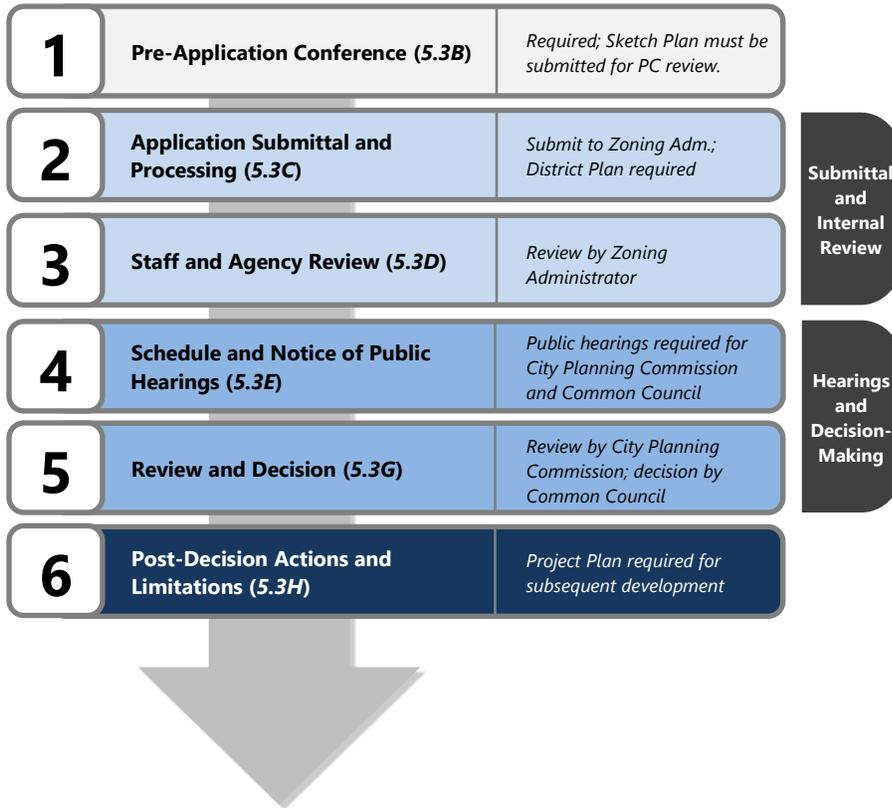 1
Pre-Application Conference (5.3B)
Required; Sketch Plan must be
submitted for PC review.
2
Application Submittal and
Processing (5.3C)
Submit to Zoning Adm.;
District Plan required
3
Staff and Agency Review (5.3D)
Review by Zoning
Administrator
Submittal
and
Internal
Review
4
Schedule and Notice of Public
Hearings (5.3E)
Public hearings required for
City Planning Commission
and Common Council
5
Review and Decision (5.3G)
Review by City Planning
Commission; decision by
Common Council
Hearings
and
Decision-
Making
6
Post-Decision Actions and
Limitations (5.3H)
Project Plan required for
subsequent development